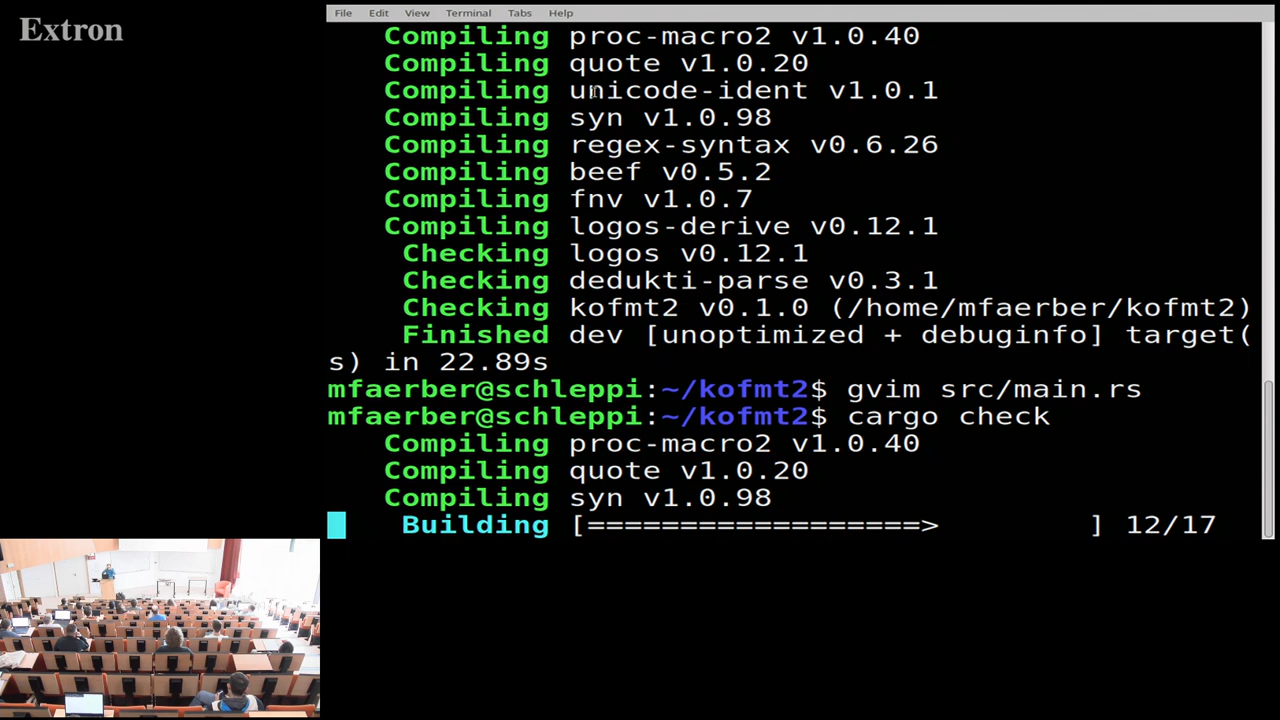 Extron
File Edit View Terminal Tabs Help
Compiling proc-macro2 v1.0.40
Compiling quote v1.0.20
Compiling unicode-ident v1.0.1
Compiling syn v1.0.98
Compiling regex-syntax v0.6.26
Compiling beef v0.5.2
Compiling fnv v1.0.7
Compiling logos-derive v0.12.1
Checking logos v0.12.1
Checking dedukti-parse v0.3.1
Checking kofmt2 v0.1.0 (/home/mfaerber/kofmt2)
Finished dev [unoptimized + debuginfo] target(
s) in 22.89s
mfaerber@schleppi:~/kofmt2$ gvim src/main.rs
mfaerber@schleppi:~/kofmt2$ cargo check
Compiling proc-macro2 v1.0.40
Compiling quote v1.0.20
Compiling syn v1.0.98
Building [==================> ] 12/17